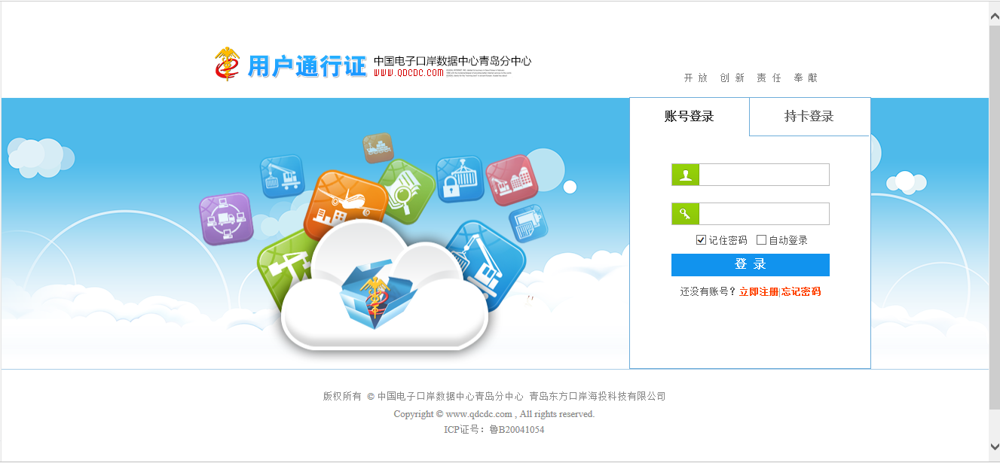 用户通行证
中国电子口岸数据中心青岛分中心
www.QDCDC.com
开 放 创 新 责 任 奉 献
账号登录
持卡登录
记住密码 自动登录
登 录
还没有账号？立即注册|忘记密码
版权所有 © 中国电子口岸数据中心青岛分中心 青岛东方口岸海投科技有限公司
Copyright © www.qdcdc.com , All rights reserved.
ICP证号：鲁B20041054